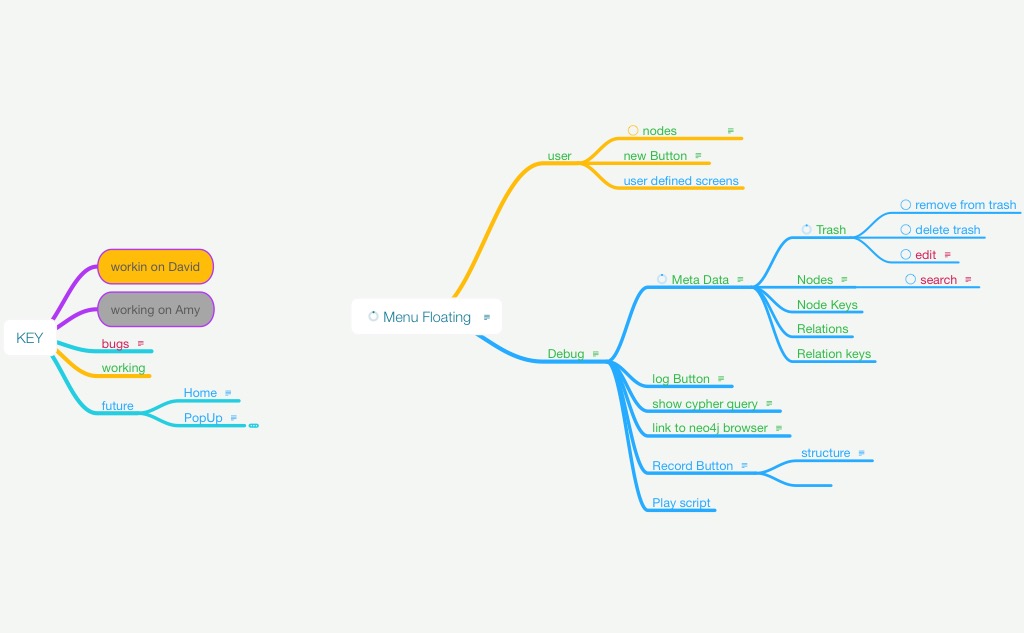 KEY
workin on David
working on Amy
bugs
working
future
Home
PopUp
Menu Floating
user
nodes
new Button
user defined screens
Debug
Meta Data
Trash
remove from trash
delete trash
edit
Nodes
search
Node Keys
Relations
Relation keys
log Button
show cypher query
link to neo4j browser
Record Button
structure
Play script